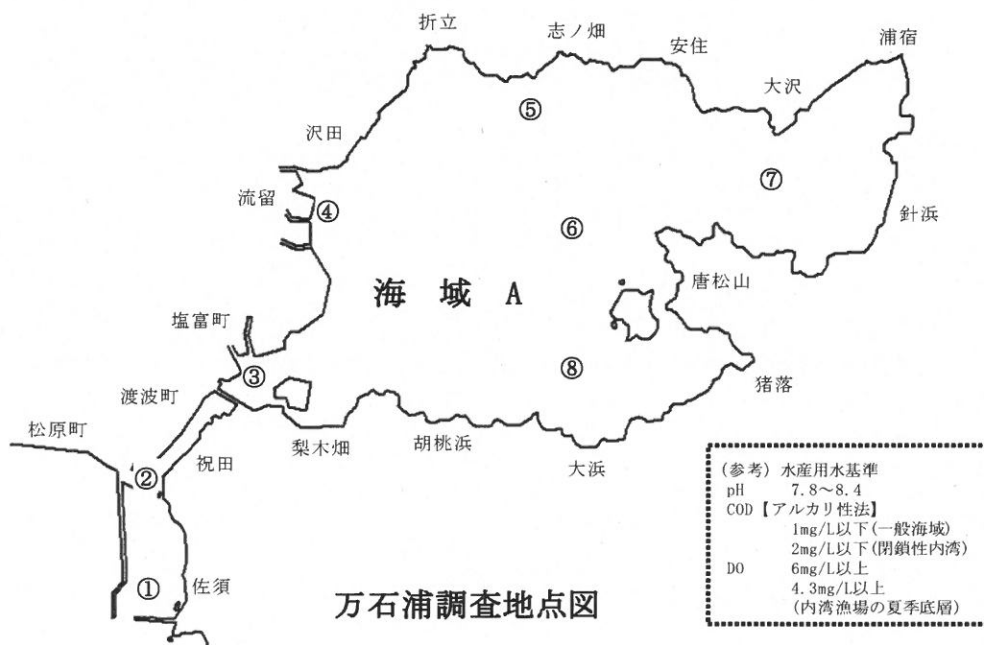 折立
志ノ畑
安住
浦宿
大沢
⑤
沢田
⑦
流留
④
針浜
⑥
海域A
唐松山
塩富町
③
⑧
猪落
渡波町
松原町
梨木畑
胡桃浜
祝田
大浜
②
①
佐須
万石浦調査地点図
(参考) 水産用水基準
pH 7.8～8.4
COD【アルカリ性法】
1mg/L以下(一般海域)
2mg/L以下(閉鎖性内湾)
DO 6mg/L以上
4.3mg/L以上
(内湾漁場の夏季底層)